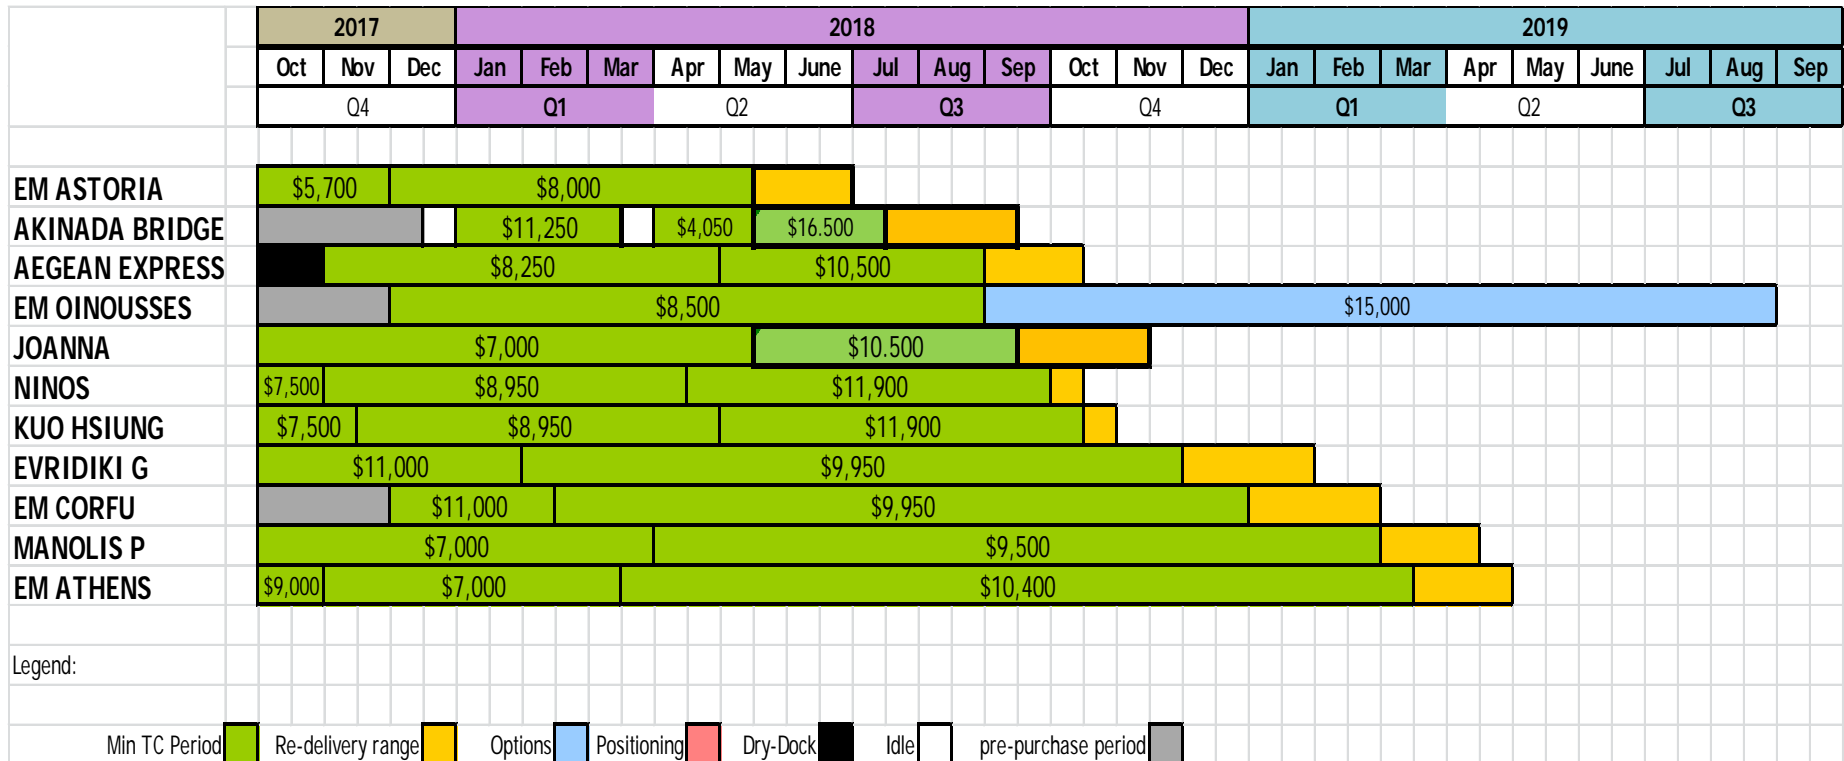 2017 2018 2019
Oct Nov Dec Jan Feb Mar Apr May June Jul Aug Sep Oct Nov Dec Jan Feb Mar Apr May June Jul Aug Sep
Q4 Q1 Q2 Q3 Q4 Q1 Q2 Q3
EM ASTORIA $5,700 $8,000
AKINADA BRIDGE $11,250 $4,050 $16.500
AEGEAN EXPRESS $8,250 $10,500
EM OINOUSSES $8,500 $15,000
JOANNA $7,000 $10.500
NINOS $7,500 $8,950 $11,900
KUO HSIUNG $7,500 $8,950 $11,900
EVRIDIKI G $11,000 $9,950
EM CORFU $11,000 $9,950
MANOLIS P $7,000 $9,500
EM ATHENS $9,000 $7,000 $10,400
Legend:
Min TC Period Re-delivery range Options Positioning Dry-Dock Idle pre-purchase period